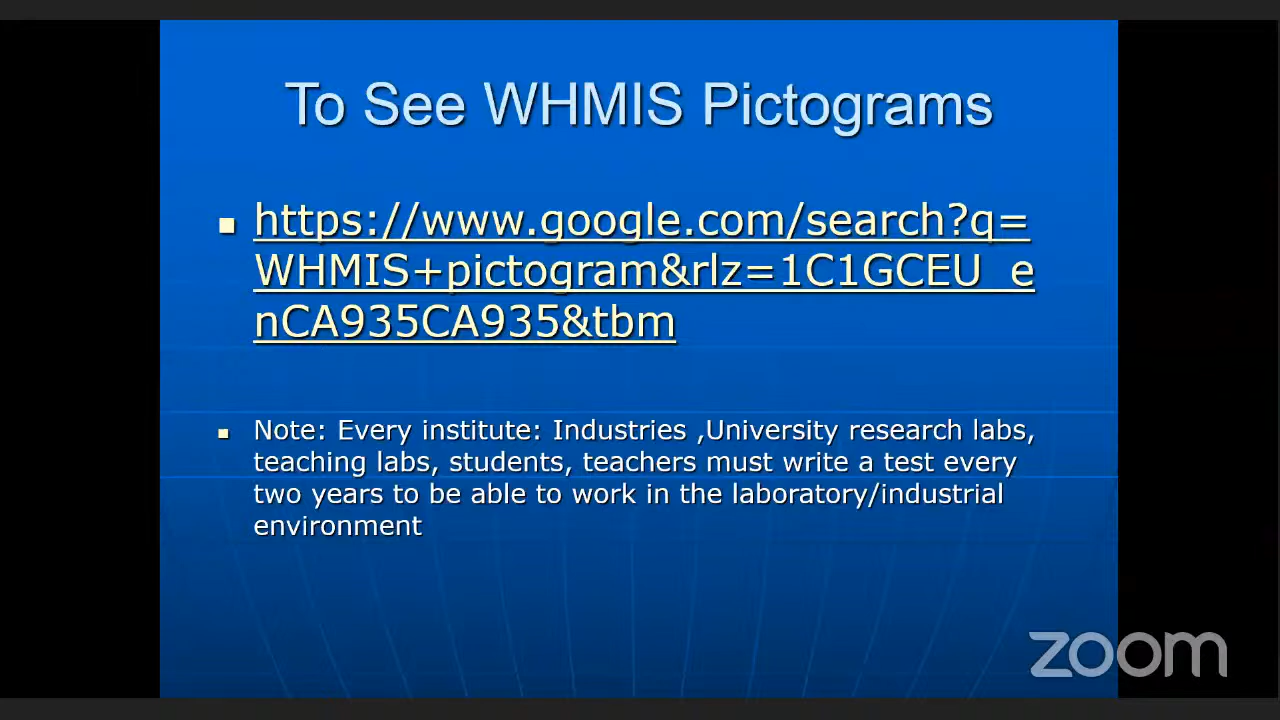 To See WHMIS Pictograms
https://www.google.com/search?q=
WHMIS+pictogram&rlz=1C1GCEU_e
nCA935CA935&tbm
Note: Every institute: Industries ,University research labs,
teaching labs, students, teachers must write a test every
two years to be able to work in the laboratory/industrial
environment
zoom